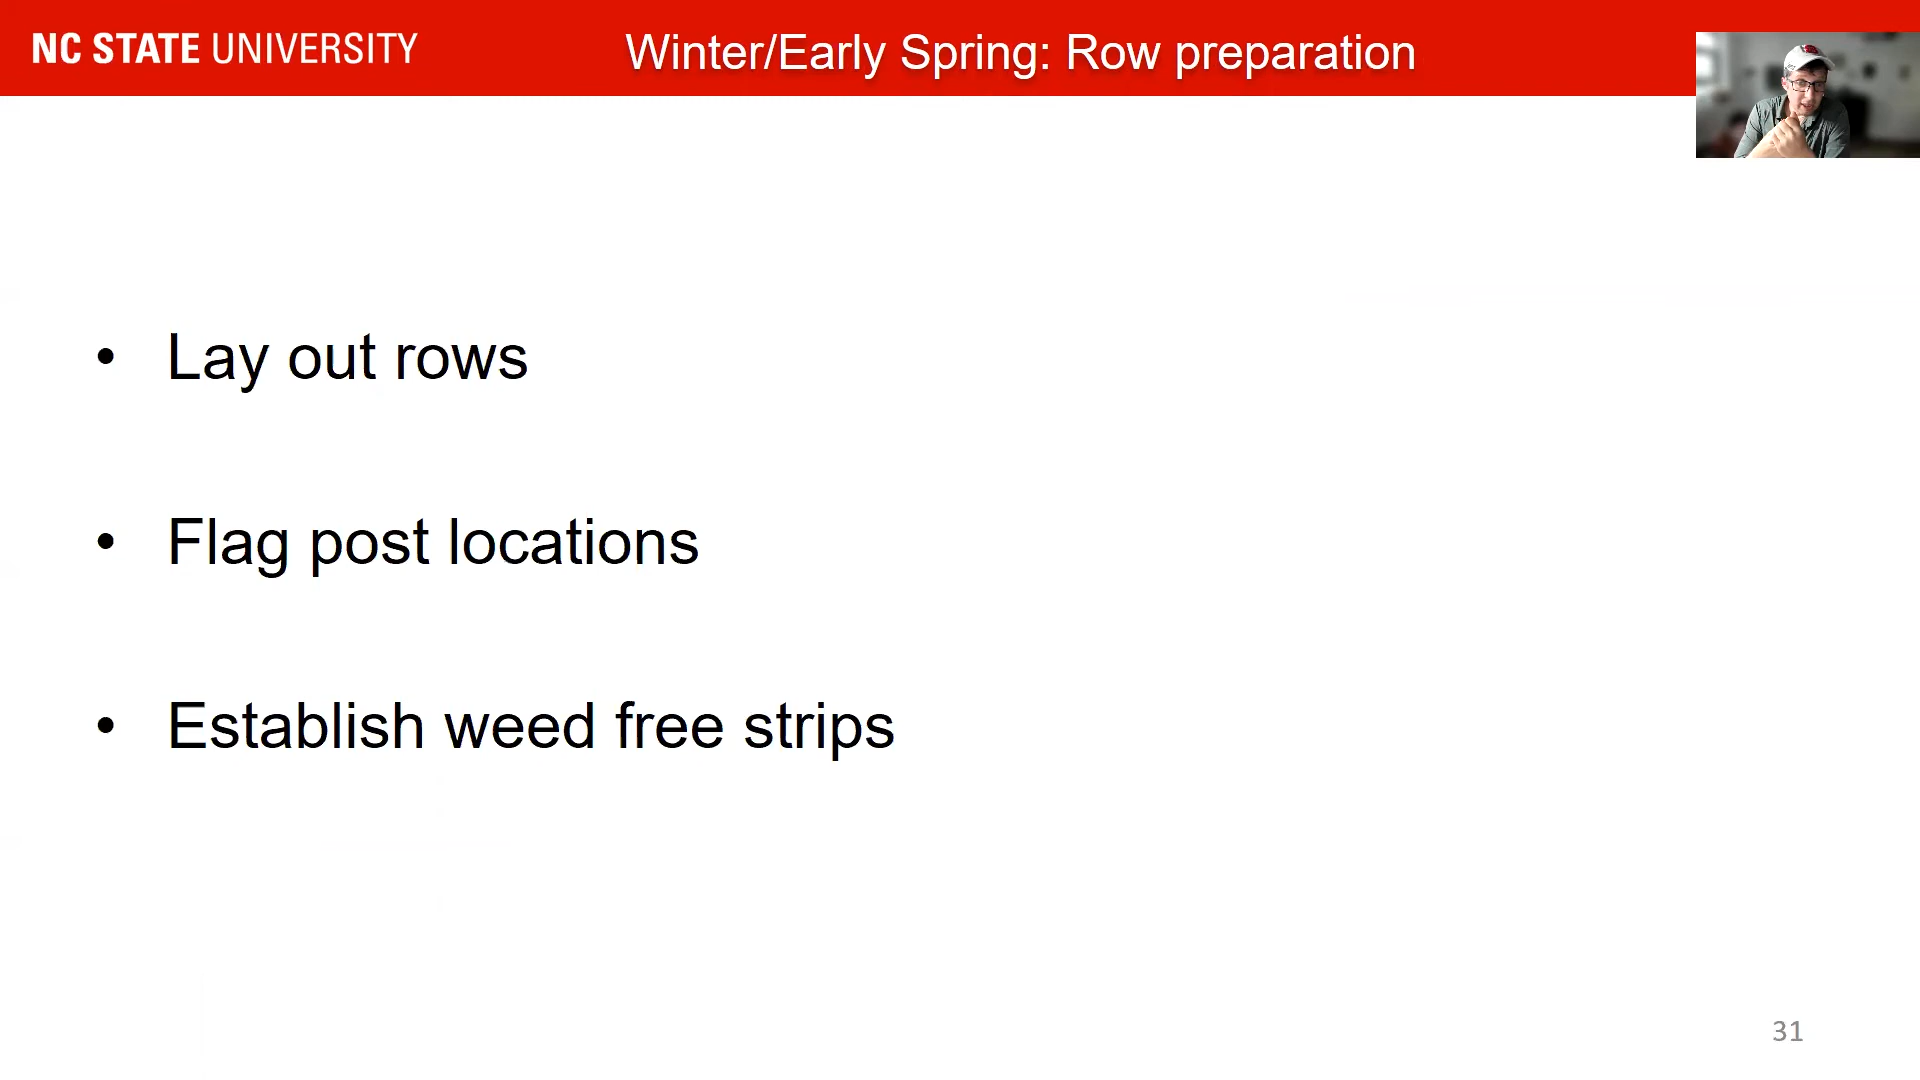 NC STATE UNIVERSITY
Winter/Early Spring: Row preparation
• Lay out rows
• Flag post locations
• Establish weed free strips
31